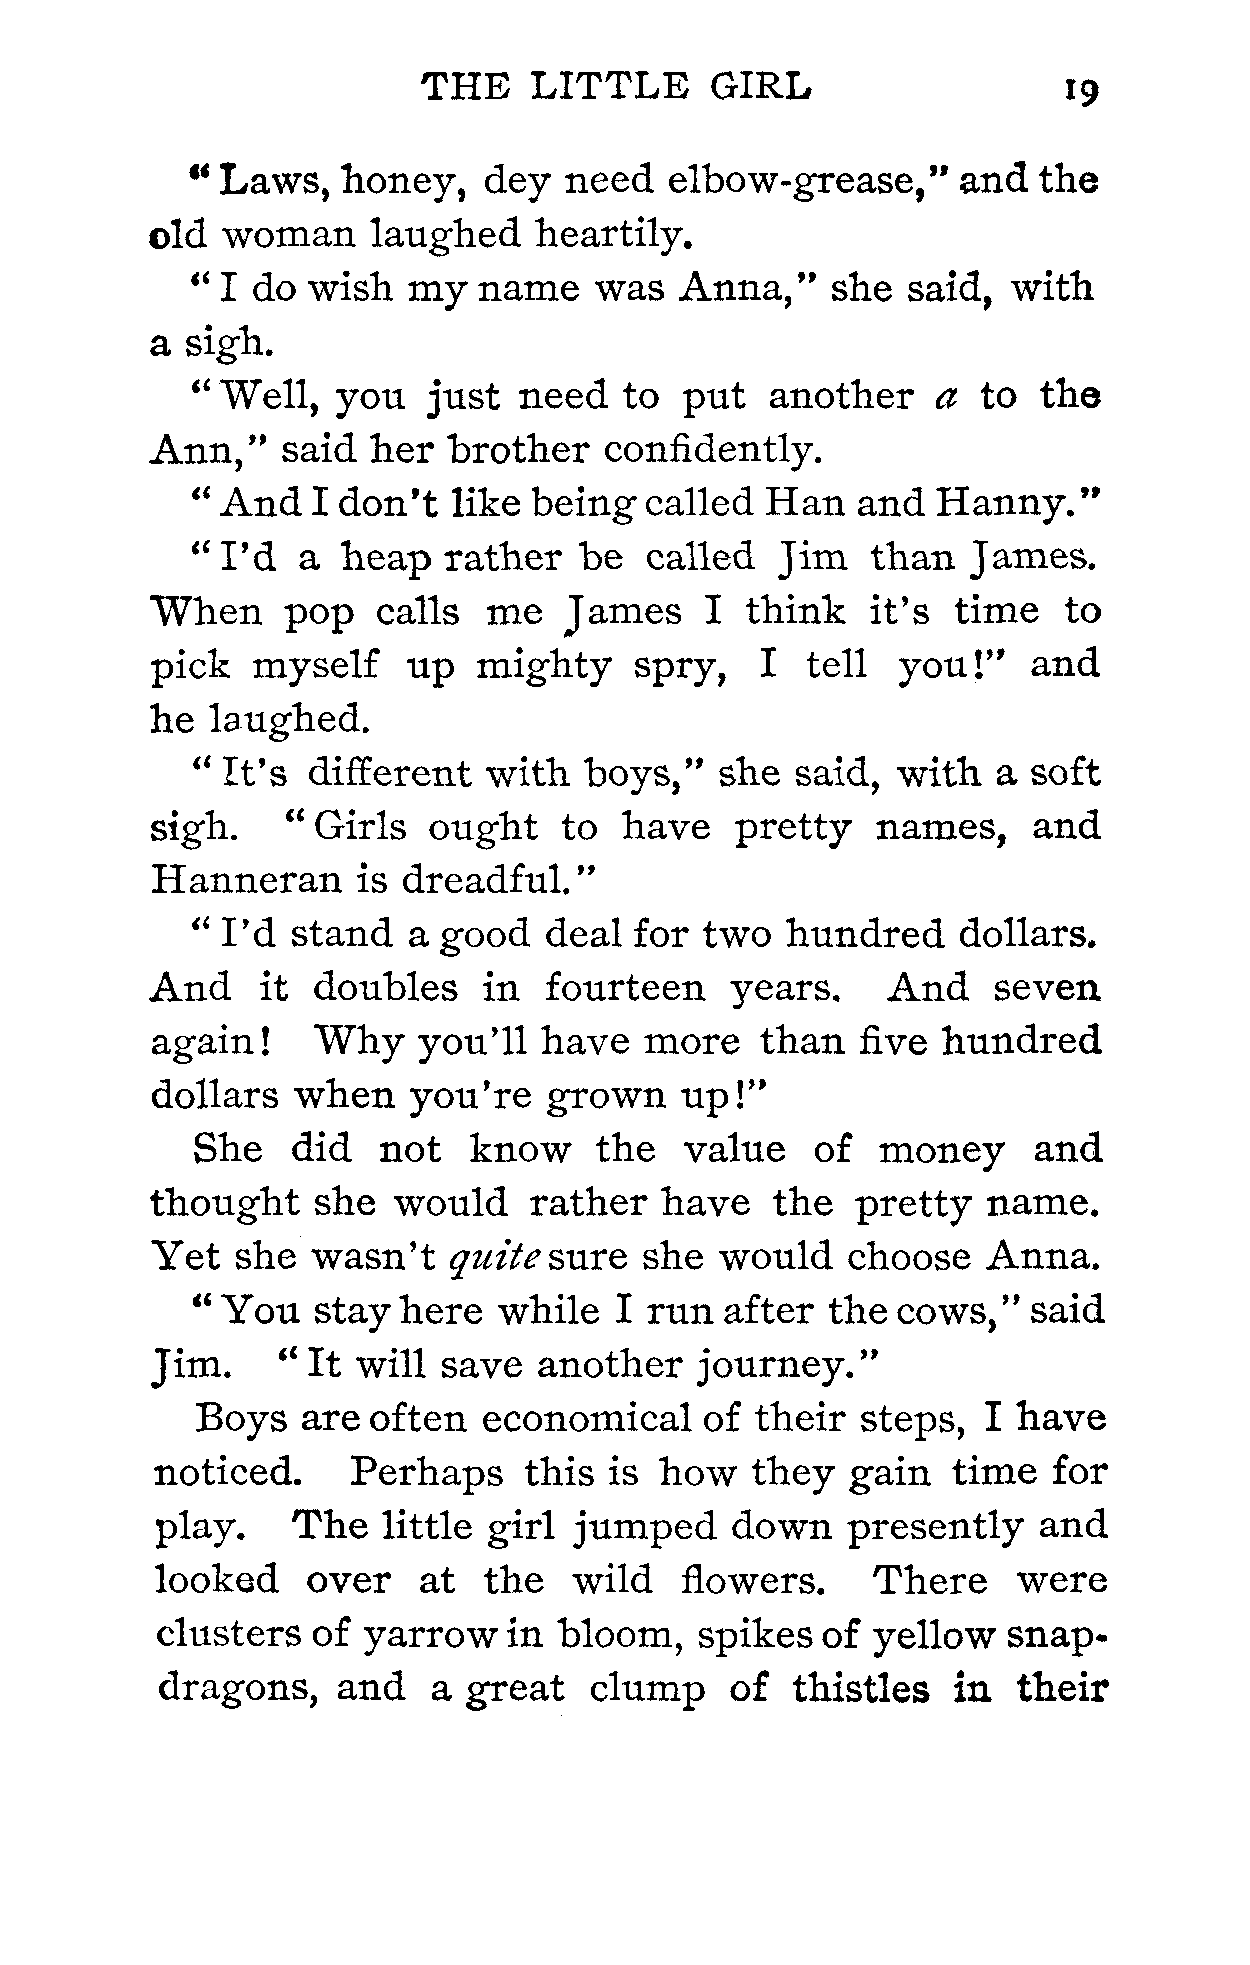 THE LITTLE GIRL 19
"Laws, honey, dey need elbow-grease," and the
old woman laughed heartily.
"I do wish my name was Anna," she said, with
a sigh.
"Well, you just need to put another a to the
Ann," said her brother confidently.
"And I don't like being called Han and Hanny."
"I'd a heap rather be called Jim than James.
When pop calls me James I think it's time to
pick myself up mighty spry, I tell you!" and
he laughed.
"It's different with boys," she said, with a soft
sigh. "Girls ought to have pretty names, and
Hanneran is dreadful."
"I'd stand a good deal for two hundred dollars.
And it doubles in fourteen years. And seven
again! Why you'll have more than five hundred
dollars when you're grown up!"
She did not know the value of money and
thought she would rather have the pretty name.
Yet she wasn't quite sure she would choose Anna.
"You stay here while I run after the cows," said
Jim. "It will save another journey."
Boys are often economical of their steps, I have
noticed. Perhaps this is how they gain time for
play. The little girl jumped down presently and
looked over at the wild flowers. There were
clusters of yarrow in bloom, spikes of yellow snap-
dragons, and a great clump of thistles in their